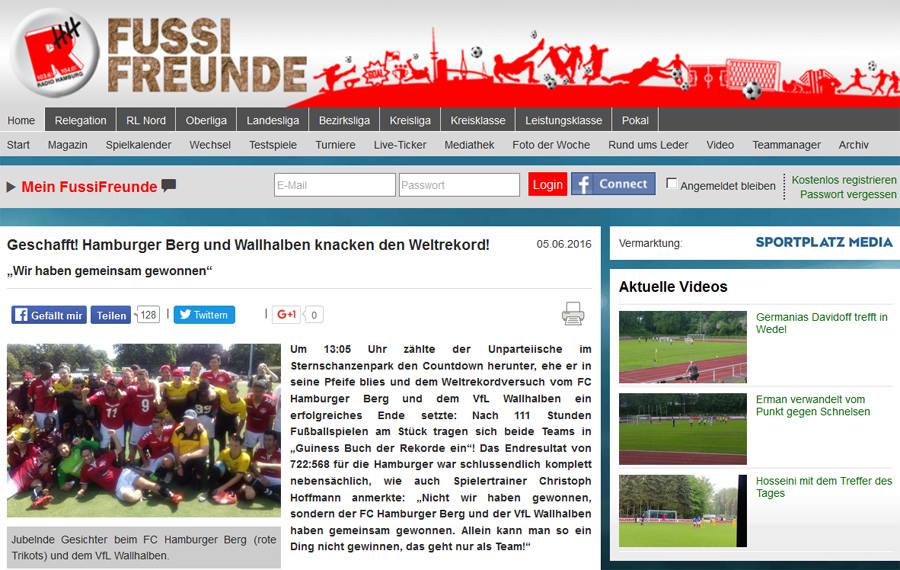 RHH
103.6 104.0
RADIO HAMBURG
FUSSI
FREUNDE
GOAL
Home Relegation RL Nord Oberliga Landesliga Bezirksliga Kreisliga Kreisklasse Leistungsklasse Pokal
Start Magazin Spielkalender Wechsel Testspiele Turniere Live-Ticker Mediathek Foto der Woche Rund ums Leder Video Teammanager Archiv
Mein FussiFreunde
E-Mail Passwort Login f Connect Angemeldet bleiben
Kostenlos registrieren
Passwort vergessen
Geschafft! Hamburger Berg und Wallhalben knacken den Weltrekord! 05.06.2016
„Wir haben gemeinsam gewonnen“
Gefällt mir Teilen 128 | Twittern | G+1 0
Um 13:05 Uhr zählte der Unparteiische im
Sternschanzenpark den Countdown herunter, ehe er in
seine Pfeife blies und dem Weltrekordversuch vom FC
Hamburger Berg und dem VfL Wallhalben ein
erfolgreiches Ende setzte: Nach 111 Stunden
Fußballspielen am Stück tragen sich beide Teams in
„Guiness Buch der Rekorde ein“! Das Endresultat von
722:568 für die Hamburger war schlussendlich komplett
nebensächlich, wie auch Spielertrainer Christoph
Hoffmann anmerkte: „Nicht wir haben gewonnen,
sondern der FC Hamburger Berg und der VfL Wallhalben
haben gemeinsam gewonnen. Allein kann man so ein
Ding nicht gewinnen, das geht nur als Team!“
11 9 99
Jubelnde Gesichter beim FC Hamburger Berg (rote
Trikots) und dem VfL Wallhalben.
Vermarktung: SPORTPLATZ MEDIA
Aktuelle Videos
Germanias Davidoff trefft in
Wedel
Erman verwandelt vom
Punkt gegen Schnelsen
Hosseini mit dem Treffer des
Tages